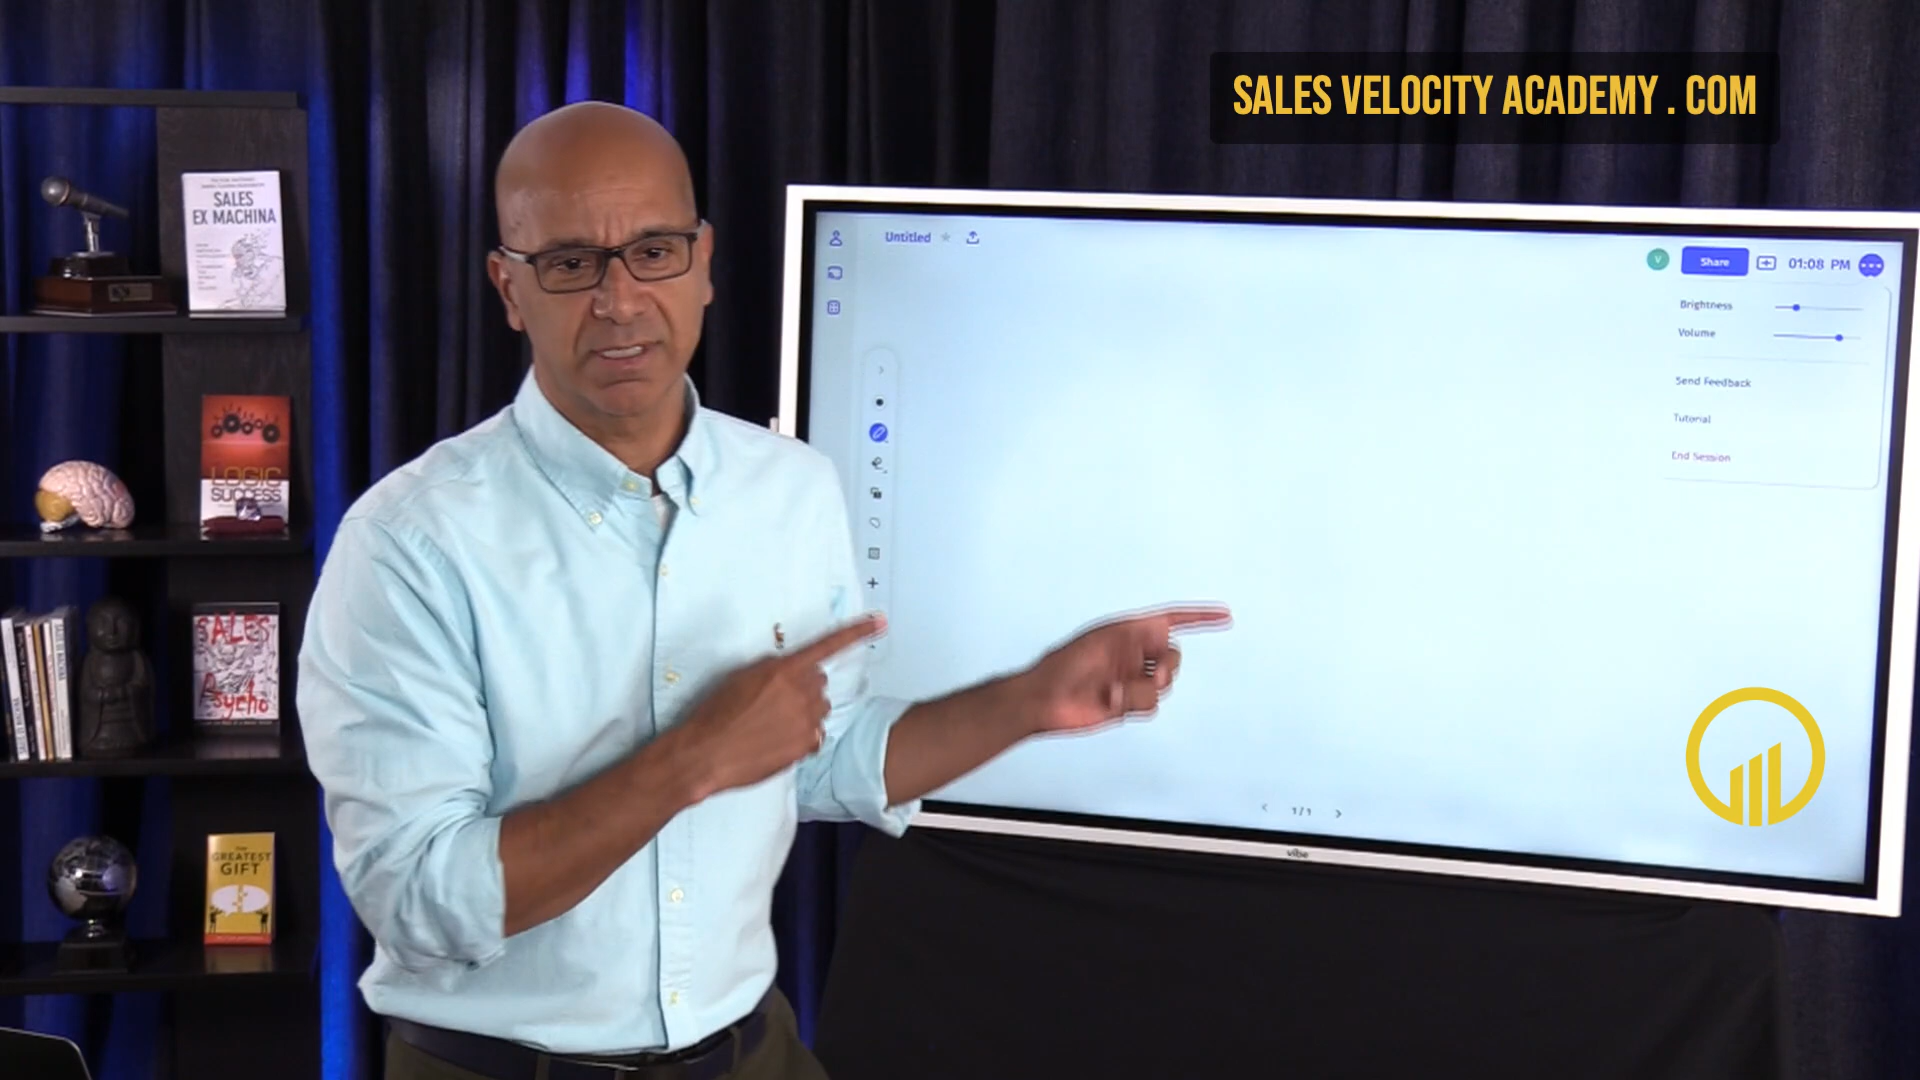 SALES VELOCITY ACADEMY . COM
SALES
EX MACHINA
LOGIC
SUCCESS
SALES
Psycho
GREATEST
GIFT
Untitled
V
Share
01:08 PM
Brightness
Volume
Send Feedback
Tutorial
End Session
1/1
vibe